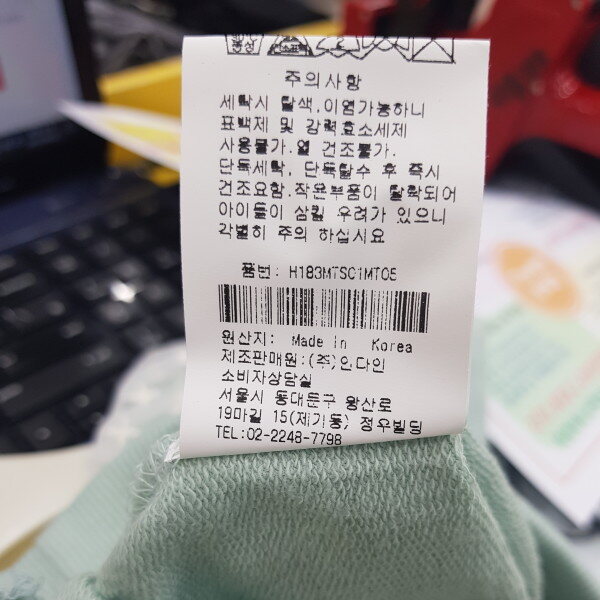 중성
주의사항
세탁시 탈색.이염가능하니
표백제 및 강력효소세제
사용불가.열 건조불가.
단독세탁, 단독탈수 후 즉시
건조요함.작은부품이 탈락되어
아이들이 삼킬 우려가 있으니
각별히 주의 하십시요
품번: H183MTS01MT05
원산지: Made in Korea
제조판매원:(주)인다인
소비자상담실
서울시 동대문구 왕산로
19마길 15(제기동) 정우빌딩
TEL:02-2248-7798